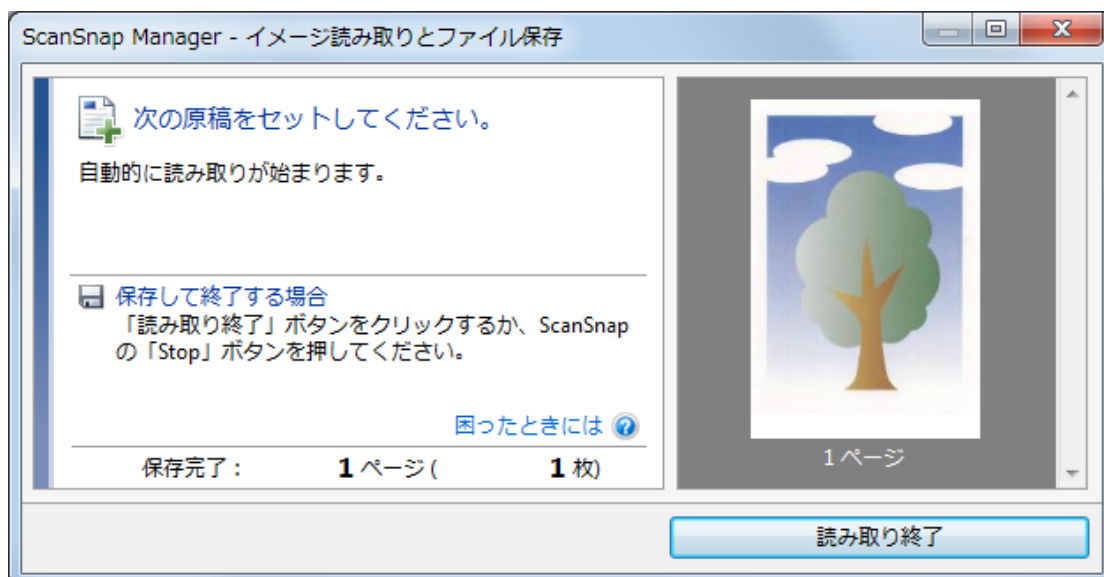 ScanSnap Manager - イメージ読み取りとファイル保存
次の原稿をセットしてください。
自動的に読み取りが始まります。
保存して終了する場合
「読み取り終了」ボタンをクリックするか、ScanSnap
の「Stop」ボタンを押してください。
困ったときには
保存完了： 1 ページ ( 1 枚)
1 ページ
読み取り終了